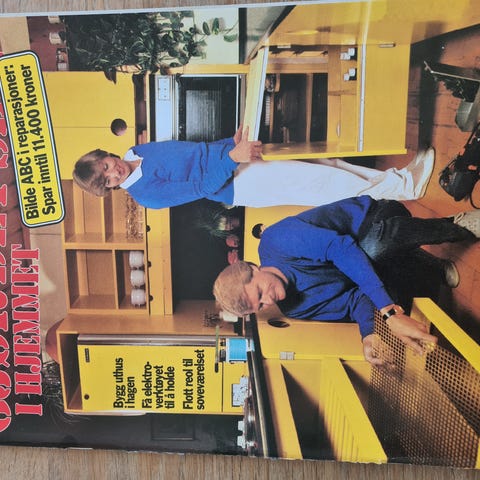 I HJEMMET
Bilde ABC i reparasjoner:
Spar inntil 11.400 kroner
Bygg uthus
i hagen
Få elektro-
verktøyet
til å holde
Flott reol til
soveværelset